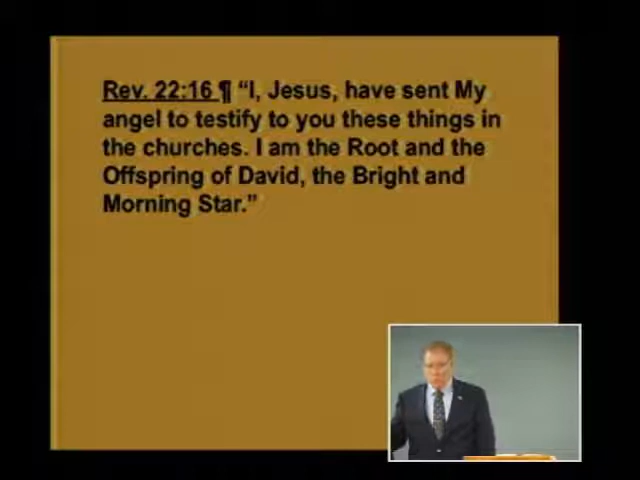 Rev. 22:16 ¶ “I, Jesus, have sent My
angel to testify to you these things in
the churches. I am the Root and the
Offspring of David, the Bright and
Morning Star.”